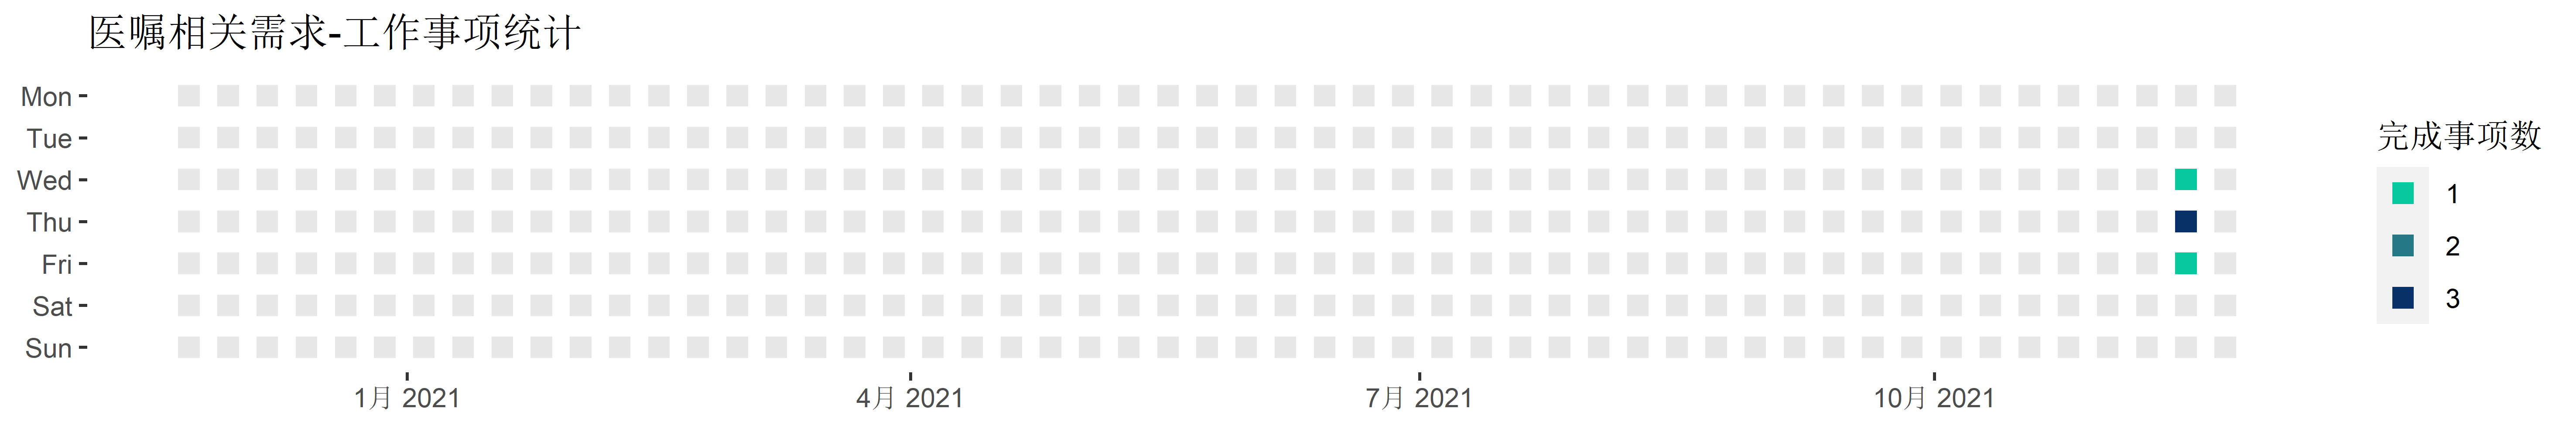 医嘱相关需求-工作事项统计
Mon
Tue
Wed
Thu
Fri
Sat
Sun
1月 2021
4月 2021
7月 2021
10月 2021
完成事项数
1
2
3